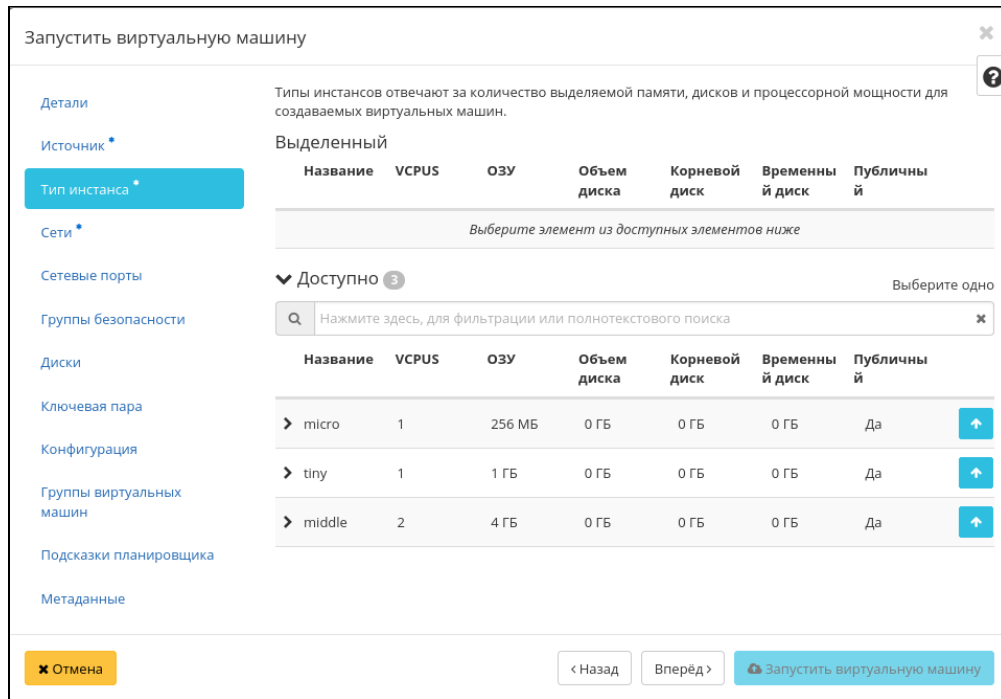 Запустить виртуальную машину
Детали
Источник *
Тип инстанса *
Сети *
Сетевые порты
Группы безопасности
Диски
Ключевая пара
Конфигурация
Группы виртуальных
машин
Подсказки планировщика
Метаданные
Типы инстансов отвечают за количество выделяемой памяти, дисков и процессорной мощности для
создаваемых виртуальных машин.
Выделенный
Название VCPUS ОЗУ Объем Корневой Временны Публичны
диска диск й диск й
Выберите элемент из доступных элементов ниже
Доступно 3
Выберите одно
Нажмите здесь, для фильтрации или полнотекстового поиска
Название VCPUS ОЗУ Объем Корневой Временны Публичны
диска диск й диск й
micro 1 256 МБ 0 ГБ 0 ГБ 0 ГБ Да
tiny 1 1 ГБ 0 ГБ 0 ГБ 0 ГБ Да
middle 2 4 ГБ 0 ГБ 0 ГБ 0 ГБ Да
Отмена
Назад
Вперёд
Запустить виртуальную машину